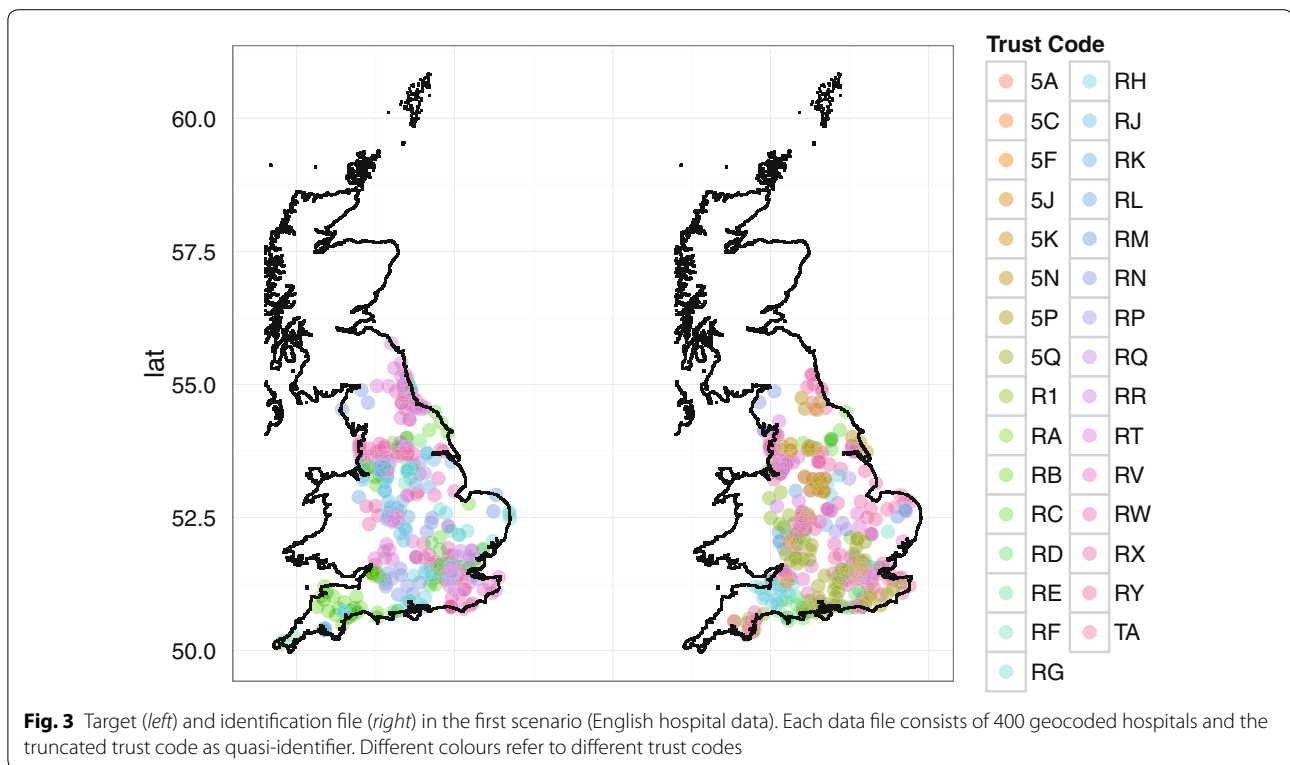 Trust Code
5A
5C
5F
5J
5K
5N
5P
5Q
R1
RA
RB
RC
RD
RE
RF
RG
RH
RJ
RK
RL
RM
RN
RP
RQ
RR
RT
RV
RW
RX
RY
TA
60.0
57.5
55.0
52.5
50.0
lat
Fig. 3 Target (left) and identification file (right) in the first scenario (English hospital data). Each data file consists of 400 geocoded hospitals and the
truncated trust code as quasi-identifier. Different colours refer to different trust codes